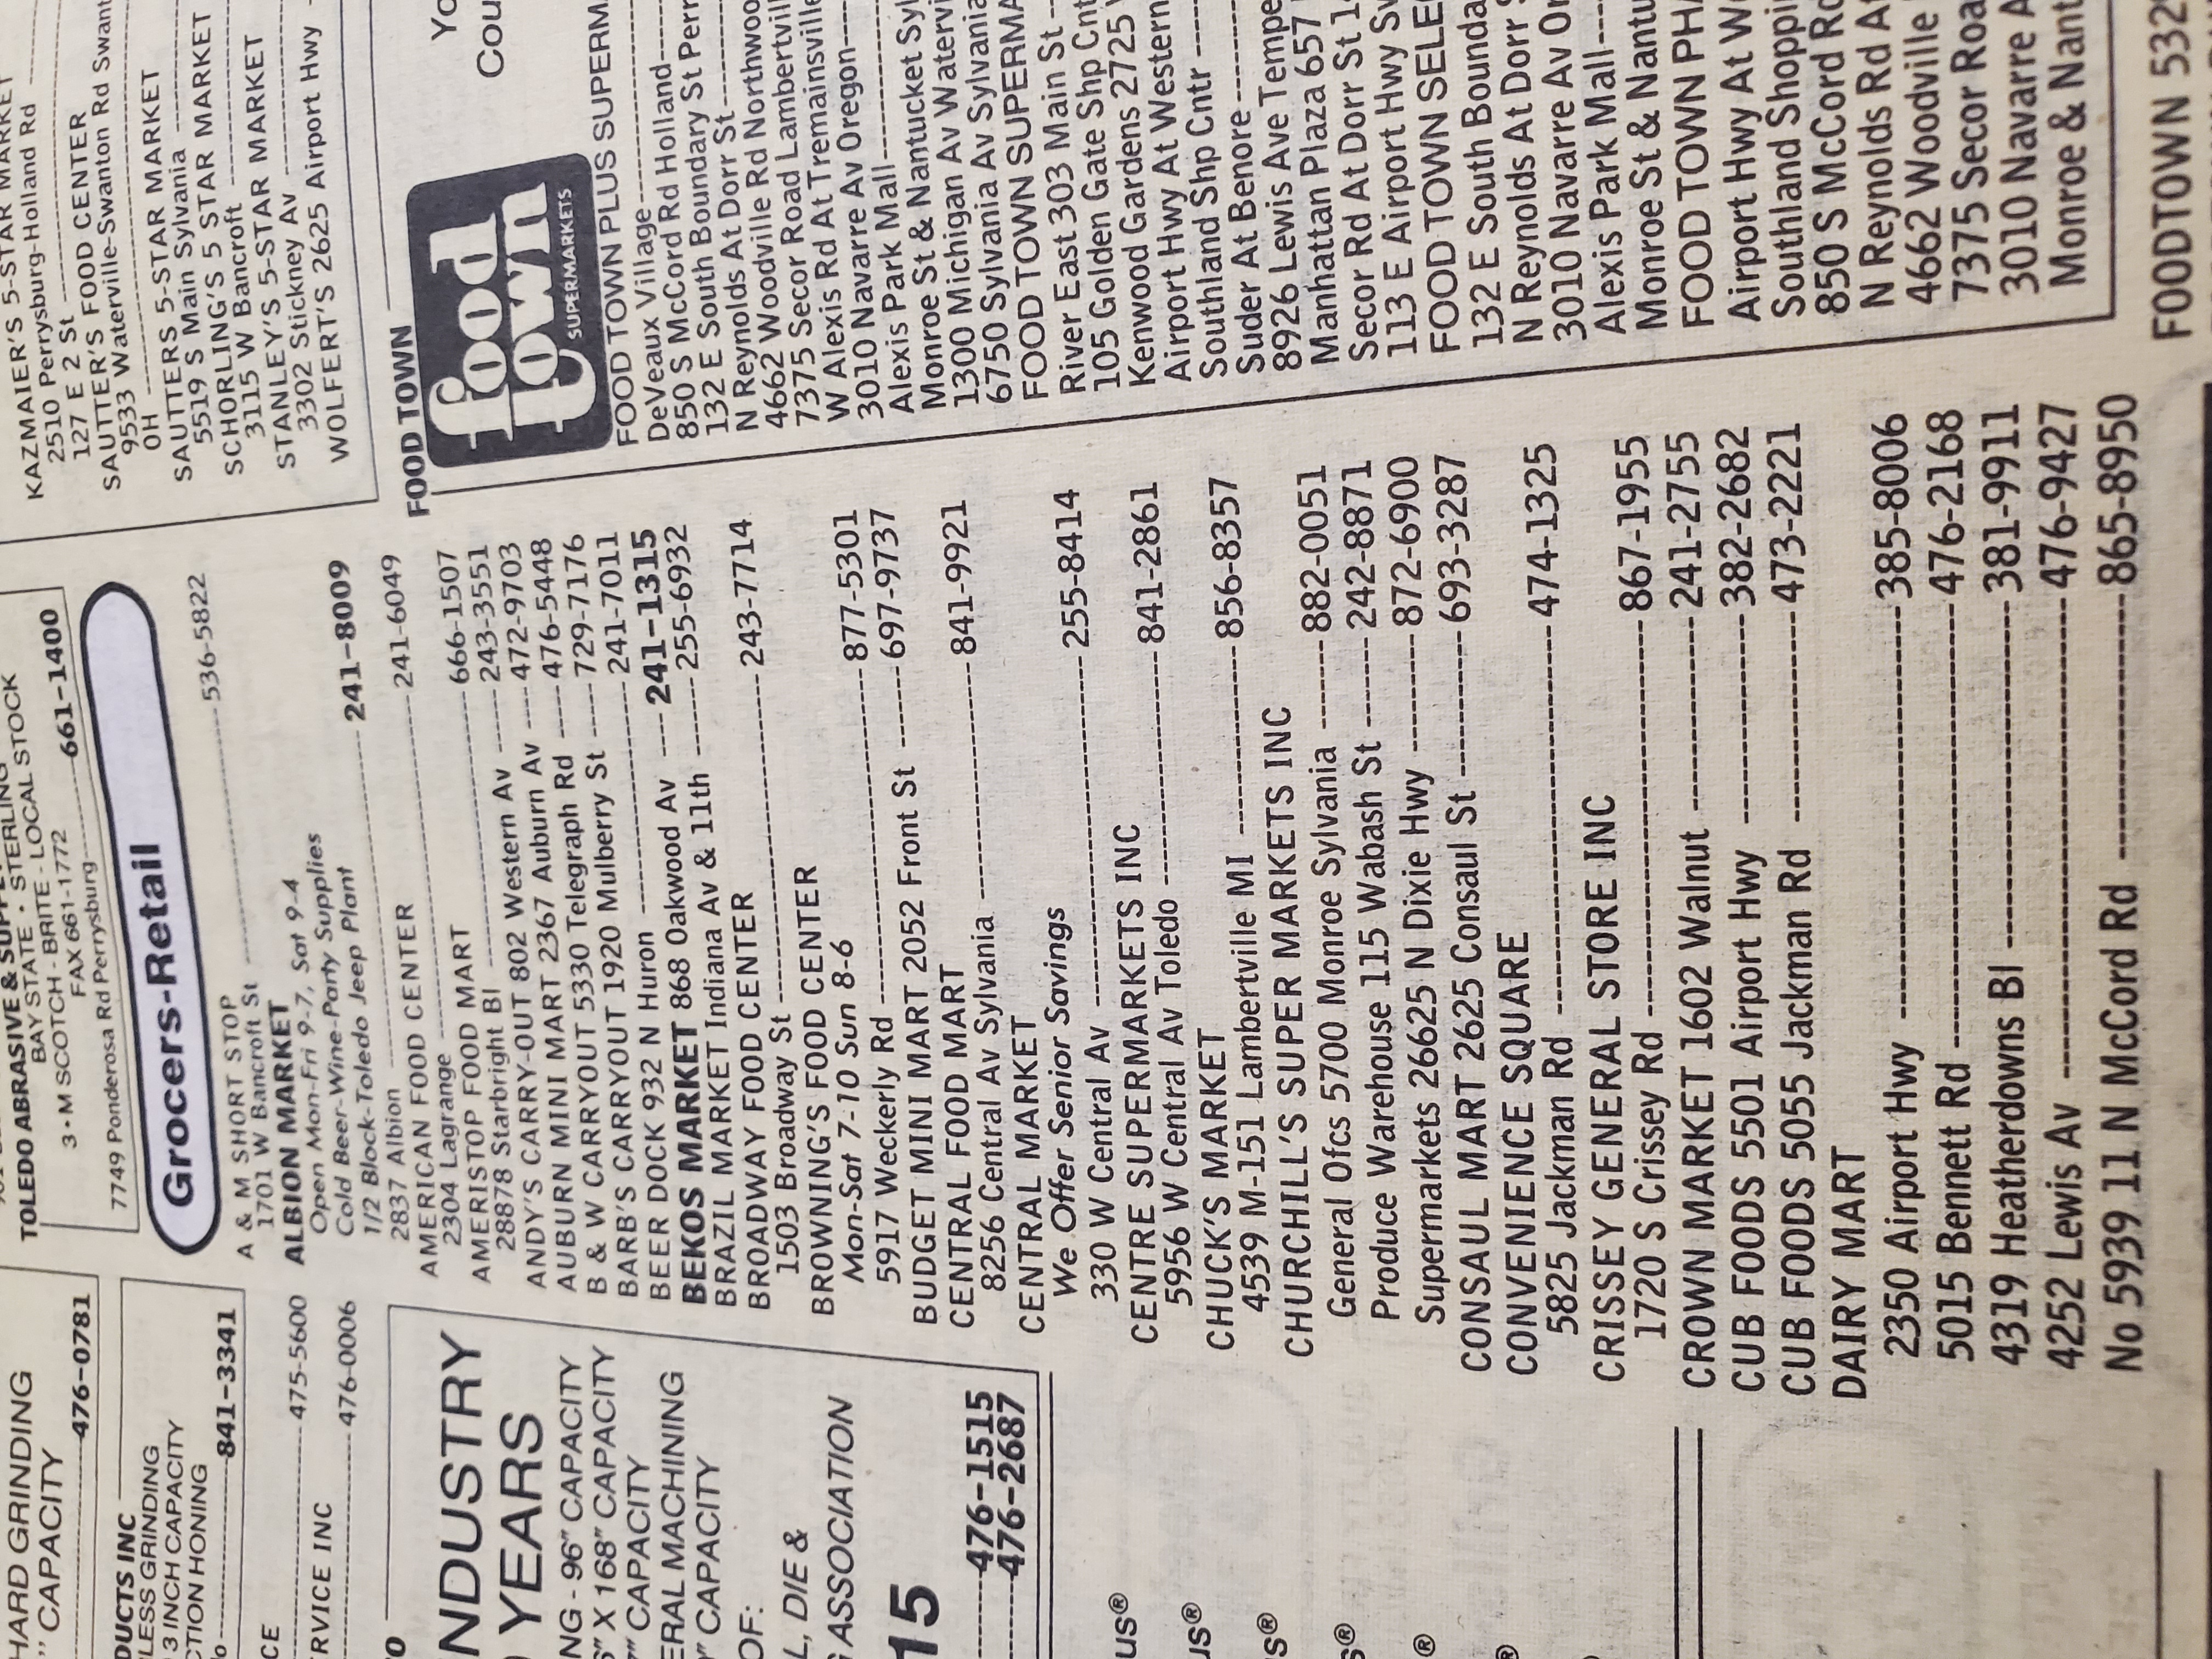 HARD GRINDING
" CAPACITY
476-0781
DUCTS INC
LESS GRINDING
3 INCH CAPACITY
CTION HONING
841-3341
CE
475-5600
RVICE INC
476-0006
NDUSTRY
YEARS
NG - 96" CAPACITY
" X 168" CAPACITY
" CAPACITY
ERAL MACHINING
" CAPACITY
OF:
L, DIE &
ASSOCIATION
15
476-1515
476-2687
us®
us®
s®
s®
®
®
TOLEDO ABRASIVE &
BAY STATE - STERLING
3-M SCOTCH - BRITE - LOCAL STOCK
FAX 661-1772
7749 Ponderosa Rd Perrysburg 661-1400
Grocers-Retail
A & M SHORT STOP
1701 W Bancroft St 536-5822
ALBION MARKET
Open Mon-Fri 9-7, Sat 9-4
Cold Beer-Wine-Party Supplies
1/2 Block-Toledo Jeep Plant
2837 Albion 241-8009
AMERICAN FOOD CENTER
2304 Lagrange 241-6049
AMERISTOP FOOD MART
28878 Starbright Bl 666-1507
ANDY'S CARRY-OUT 802 Western Av 243-3551
AUBURN MINI MART 2367 Auburn Av 472-9703
B & W CARRYOUT 5330 Telegraph Rd 476-5448
BARB'S CARRYOUT 1920 Mulberry St 729-7176
BEER DOCK 932 N Huron 241-7011
BEKOS MARKET 868 Oakwood Av 241-1315
BRAZIL MARKET Indiana Av & 11th 255-6932
BROADWAY FOOD CENTER
1503 Broadway St 243-7714
BROWNING'S FOOD CENTER
Mon-Sat 7-10 Sun 8-6
5917 Weckerly Rd 877-5301
BUDGET MINI MART 2052 Front St 697-9737
CENTRAL FOOD MART
8256 Central Av Sylvania 841-9921
CENTRAL MARKET
We Offer Senior Savings
330 W Central Av 255-8414
CENTRE SUPERMARKETS INC
5956 W Central Av Toledo 841-2861
CHUCK'S MARKET
4539 M-151 Lambertville MI 856-8357
CHURCHILL'S SUPER MARKETS INC
General Ofcs 5700 Monroe Sylvania 882-0051
Produce Warehouse 115 Wabash St 242-8871
Supermarkets 26625 N Dixie Hwy 872-6900
CONSAUL MART 2625 Consaul St 693-3287
CONVENIENCE SQUARE
5825 Jackman Rd 474-1325
CRISSEY GENERAL STORE INC
1720 S Crissey Rd 867-1955
CROWN MARKET 1602 Walnut 241-2755
CUB FOODS 5501 Airport Hwy 382-2682
CUB FOODS 5055 Jackman Rd 473-2221
DAIRY MART
2350 Airport Hwy 385-8006
5015 Bennett Rd 476-2168
4319 Heatherdowns Bl 381-9911
4252 Lewis Av 476-9427
No 5939 11 N McCord Rd 865-8950
KAZMAIER'S 5-STAR MARKET
2510 Perrysburg-Holland Rd
127 E 2 St
SAUTTER'S FOOD CENTER
9533 Waterville-Swanton Rd Swant
OH
SAUTTERS 5-STAR MARKET
5519 S Main Sylvania
SCHORLING'S 5 STAR MARKET
3115 W Bancroft
STANLEY'S 5-STAR MARKET
3302 Stickney Av
WOLFERT'S 2625 Airport Hwy
FOOD TOWN
food
town
SUPERMARKETS
Yo
Cou
FOOD TOWN PLUS SUPERM
DeVeaux Village
850 S McCord Rd Holland
132 E South Boundary St Perr
N Reynolds At Dorr St
4662 Woodville Rd Northwoo
7375 Secor Road Lambertvil
W Alexis Rd At Tremainsville
3010 Navarre Av Oregon
Alexis Park Mall
Monroe St & Nantucket Syl
1300 Michigan Av Watervi
6750 Sylvania Av Sylvania
FOOD TOWN SUPERMA
River East 303 Main St
105 Golden Gate Shp Cnt
Kenwood Gardens 2725
Airport Hwy At Western
Southland Shp Cntr
Suder At Benore
8926 Lewis Ave Tempe
Manhattan Plaza 657
Secor Rd At Dorr St 1
113 E Airport Hwy Sw
FOOD TOWN SELE
132 E South Bounda
N Reynolds At Dorr S
3010 Navarre Av Or
Alexis Park Mall
Monroe St & Nantu
FOOD TOWN PHA
Airport Hwy At We
Southland Shoppi
850 S McCord Rd
N Reynolds Rd At
4662 Woodville
7375 Secor Roa
3010 Navarre A
Monroe & Nant
FOODTOWN 532